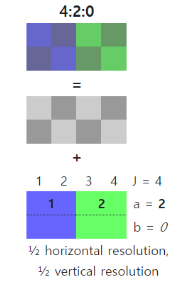 4:2:0
=
+
1 2 3 4 J = 4
1 2 a = 2
b = 0
½ horizontal resolution,
½ vertical resolution